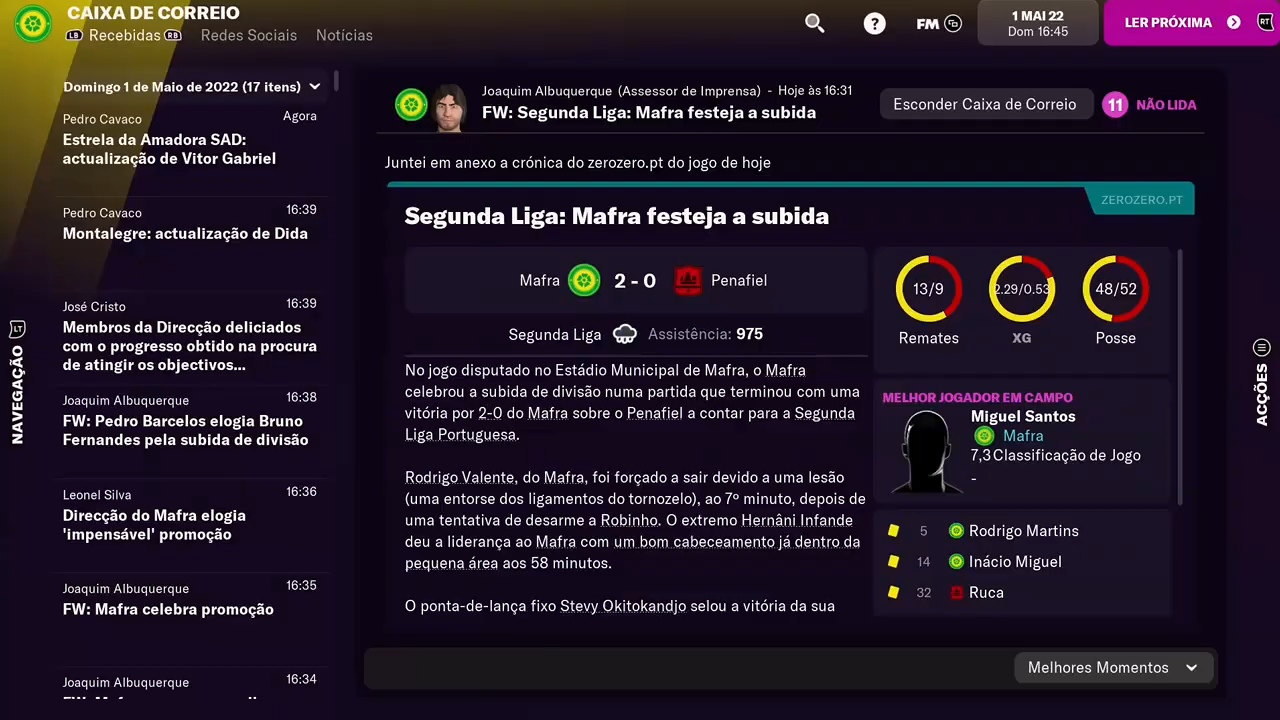 CAIXA DE CORREIO
LB Recebidas RB Redes Sociais Notícias
FM
1 MAI 22
Dom 16:45
LER PRÓXIMA
RT
LT
NAVEGAÇÃO
Domingo 1 de Maio de 2022 (17 itens)
Pedro Cavaco Agora
Estrela da Amadora SAD:
actualização de Vitor Gabriel
Pedro Cavaco 16:39
Montalegre: actualização de Dida
José Cristo 16:39
Membros da Direcção deliciados
com o progresso obtido na procura
de atingir os objectivos...
Joaquim Albuquerque 16:38
FW: Pedro Barcelos elogia Bruno
Fernandes pela subida de divisão
Leonel Silva 16:36
Direcção do Mafra elogia
'impensável' promoção
Joaquim Albuquerque 16:35
FW: Mafra celebra promoção
Joaquim Albuquerque 16:34
Joaquim Albuquerque (Assessor de Imprensa) - Hoje às 16:31
FW: Segunda Liga: Mafra festeja a subida
Esconder Caixa de Correio
11 NÃO LIDA
Juntei em anexo a crónica do zerozero.pt do jogo de hoje
ZEROZERO.PT
Segunda Liga: Mafra festeja a subida
Mafra 2 - 0 Penafiel
Segunda Liga Assistência: 975
No jogo disputado no Estádio Municipal de Mafra, o Mafra
celebrou a subida de divisão numa partida que terminou com uma
vitória por 2-0 do Mafra sobre o Penafiel a contar para a Segunda
Liga Portuguesa.
Rodrigo Valente, do Mafra, foi forçado a sair devido a uma lesão
(uma entorse dos ligamentos do tornozelo), ao 7º minuto, depois de
uma tentativa de desarme a Robinho. O extremo Hernâni Infande
deu a liderança ao Mafra com um bom cabeceamento já dentro da
pequena área aos 58 minutos.
O ponta-de-lança fixo Stevy Okitokandjo selou a vitória da sua
13/9 2.29/0.53 48/52
Remates XG Posse
MELHOR JOGADOR EM CAMPO
Miguel Santos
Mafra
7,3 Classificação de Jogo
-
5 Rodrigo Martins
14 Inácio Miguel
32 Ruca
Melhores Momentos
ACÇÕES